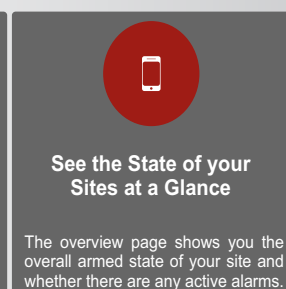 See the State of your
Sites at a Glance
The overview page shows you the
overall armed state of your site and
whether there are any active alarms.